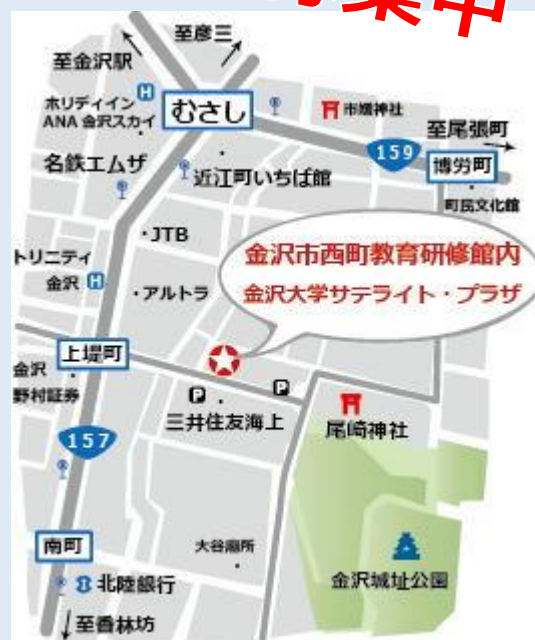 集中
至彦三
至金沢駅
ホリディイン
ANA 金沢スカイ
むさし
市媛神社
至尾張町
159
博労町
名鉄エムザ
近江町いちば館
町民文化館
・JTB
金沢市西町教育研修館内
金沢大学サテライト・プラザ
トリニティ
金沢
・アルトラ
上堤町
金沢
野村証券
P
P
三井住友海上
尾崎神社
157
南町
大谷廟所
金沢城址公園
北陸銀行
至香林坊